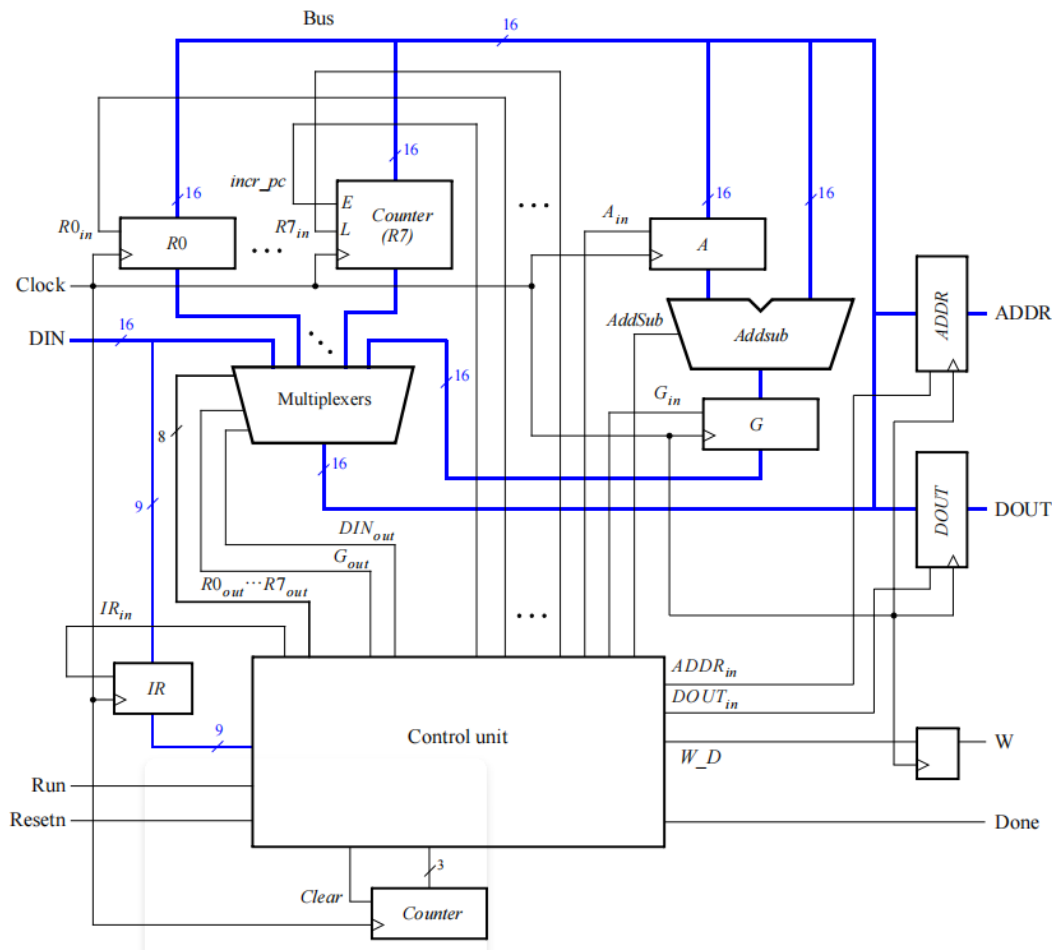 Bus
16
16
16
16
16
incr_pc
E
Counter
(R7)
L
R0in
R7in
R0
...
...
Ain
A
Clock
ADDR
ADDR
AddSub
Addsub
DIN
16
Multiplexers
16
Gin
G
8
16
9
DOUT
DOUT
DINout
Gout
R0out...R7out
IRin
...
IR
ADDRin
DOUTin
9
Control unit
W
W_D
Run
Resetn
Done
3
Clear
Counter